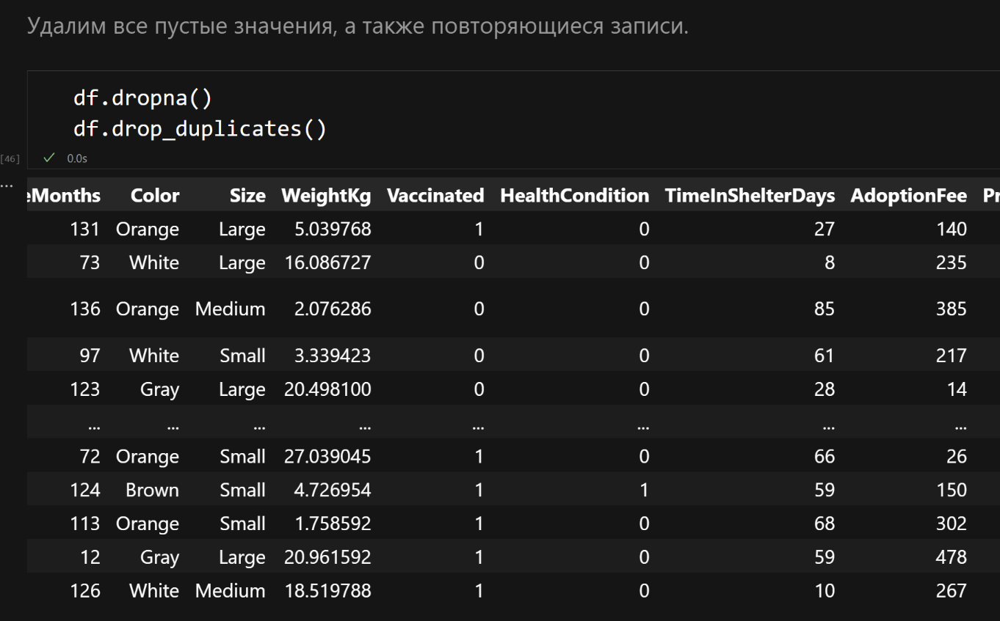 Удалим все пустые значения, а также повторяющиеся записи.
df.dropna()
df.drop_duplicates()
[46] 0.0s
...
eMonths Color Size WeightKg Vaccinated HealthCondition TimeInShelterDays AdoptionFee Pr
131 Orange Large 5.039768 1 0 27 140
73 White Large 16.086727 0 0 8 235
136 Orange Medium 2.076286 0 0 85 385
97 White Small 3.339423 0 0 61 217
123 Gray Large 20.498100 0 0 28 14
... ... ... ... ... ... ... ...
72 Orange Small 27.039045 1 0 66 26
124 Brown Small 4.726954 1 1 59 150
113 Orange Small 1.758592 1 0 68 302
12 Gray Large 20.961592 1 0 59 478
126 White Medium 18.519788 1 0 10 267